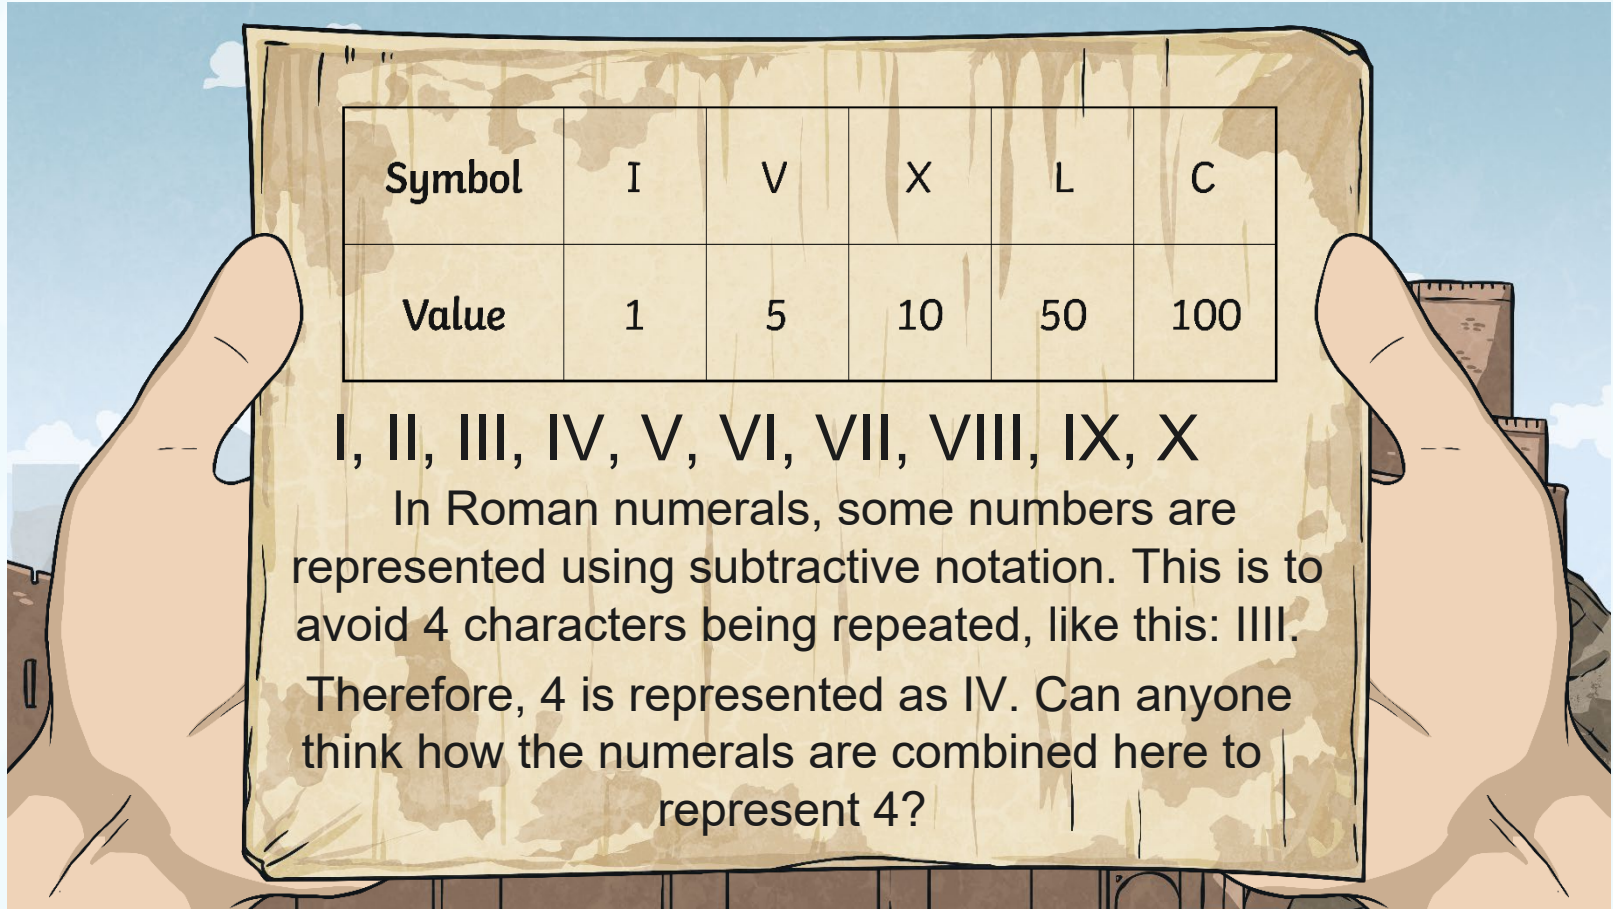 Symbol I V X L C
Value 1 5 10 50 100
I, II, III, IV, V, VI, VII, VIII, IX, X
In Roman numerals, some numbers are
represented using subtractive notation. This is to
avoid 4 characters being repeated, like this: IIII.
Therefore, 4 is represented as IV. Can anyone
think how the numerals are combined here to
represent 4?